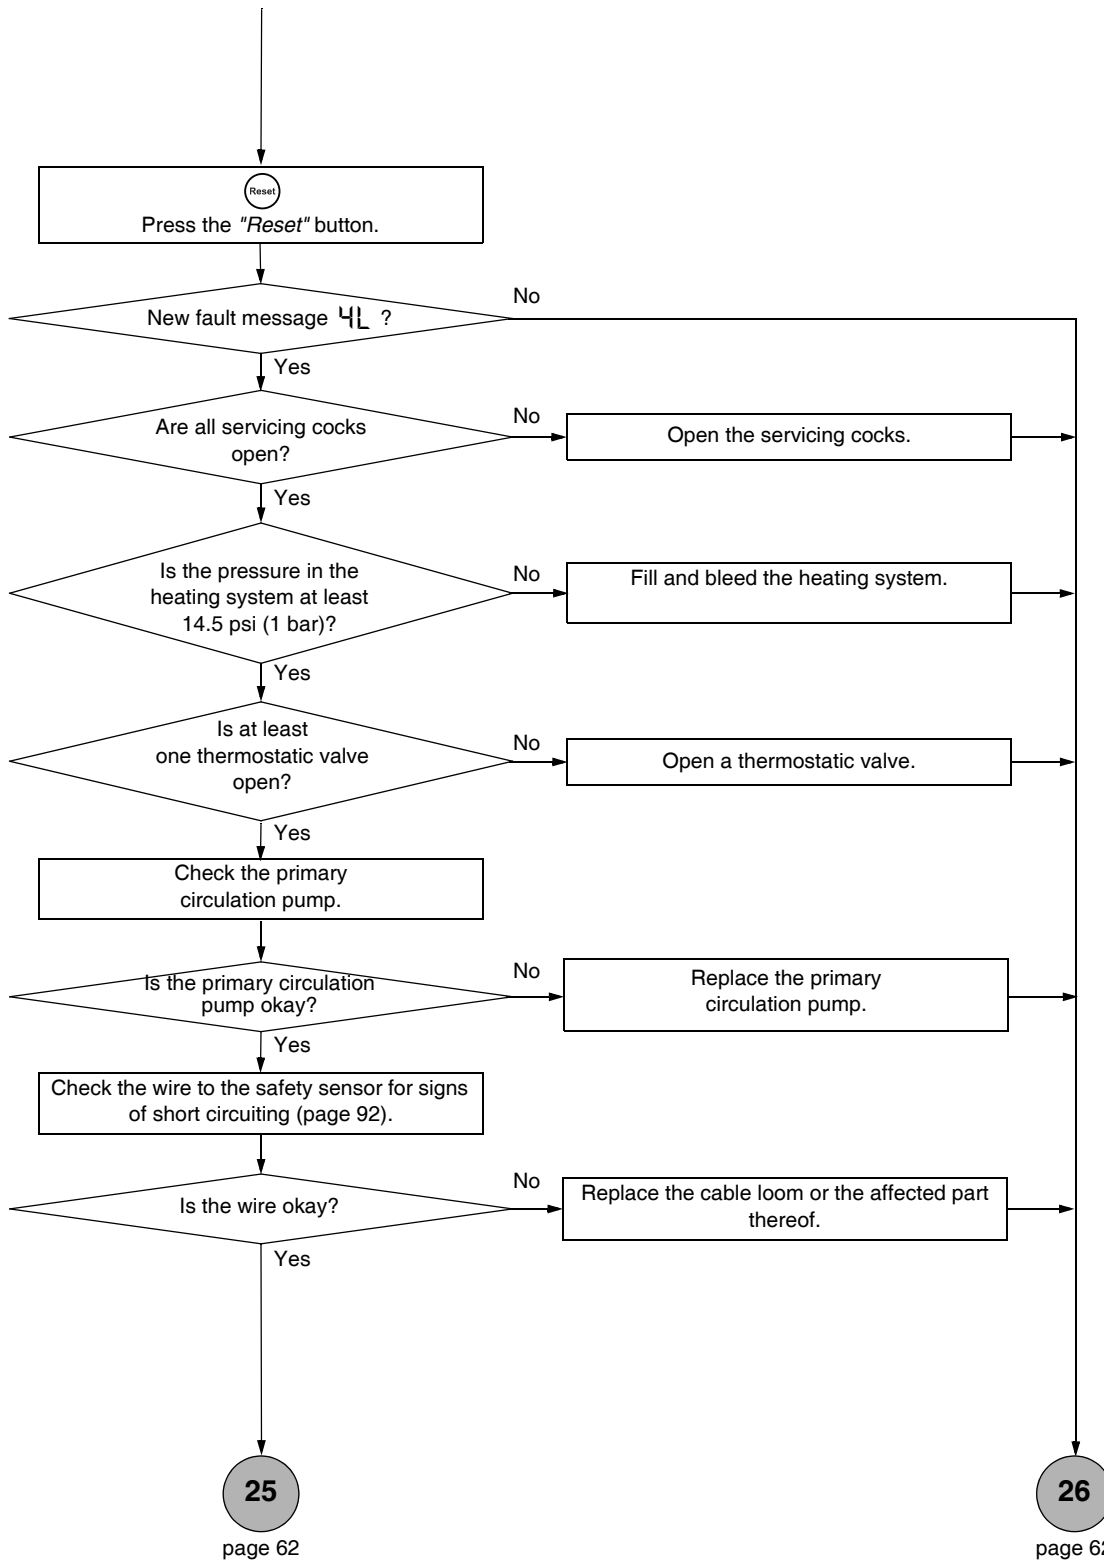 Reset
Press the "Reset" button.
No
New fault message 4L ?
Yes
No
Are all servicing cocks
open?
Open the servicing cocks.
Yes
Is the pressure in the
heating system at least
14.5 psi (1 bar)?
No
Fill and bleed the heating system.
Yes
Is at least
one thermostatic valve
open?
No
Open a thermostatic valve.
Yes
Check the primary
circulation pump.
Is the primary circulation
pump okay?
No
Replace the primary
circulation pump.
Yes
Check the wire to the safety sensor for signs
of short circuiting (page 92).
Is the wire okay?
No
Replace the cable loom or the affected part
thereof.
Yes
25
page 62
26
page 62